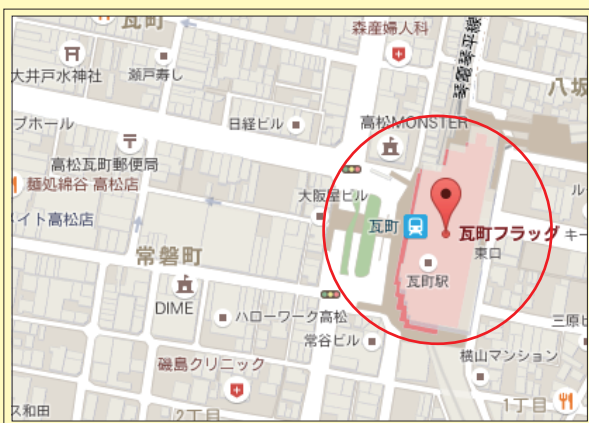 瓦町
森産婦人科
琴電琴平線
八坂
大井戸水神社
瀬戸寿し
プホール
日経ビル
高松MONSTER
高松瓦町郵便局
麺処綿谷 高松店
大阪屋ビル
ル
メイト高松店
瓦町
瓦町フラッグ
キー
東口
常磐町
瓦町駅
DIME
ハローワーク高松
三原ビ
常谷ビル
横山マンション
磯島クリニック
1丁目
ス和田
2丁目